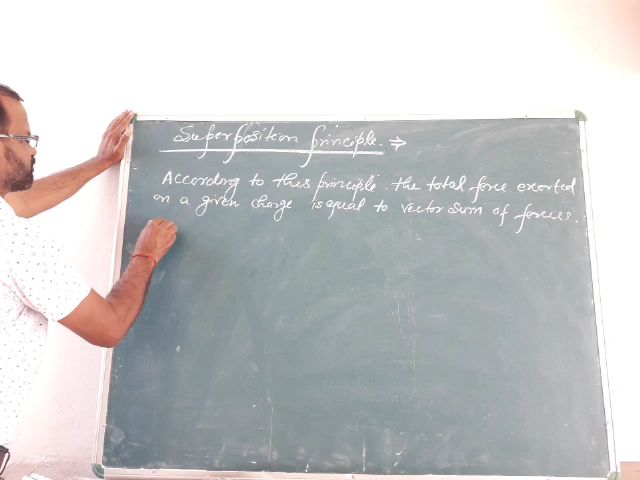 Superposition principle. ⇒
According to this principle the total force exerted
on a given charge is equal to vector sum of forces.